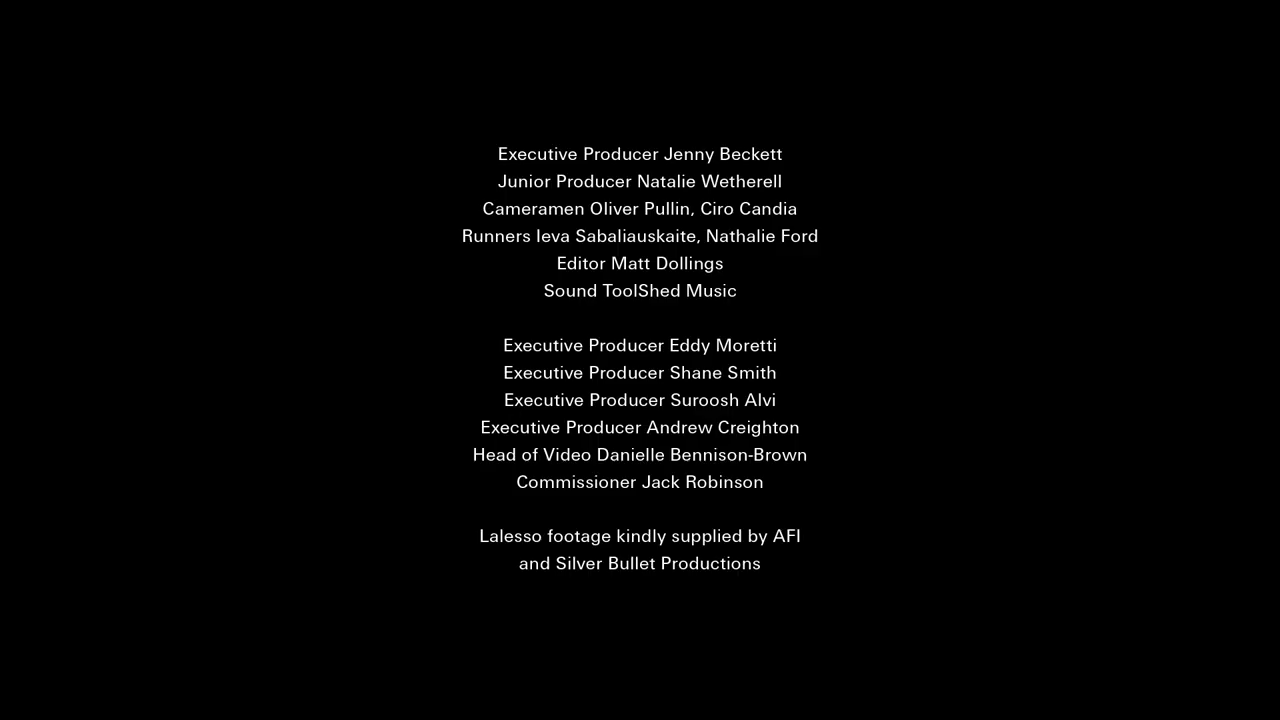 Executive Producer Jenny Beckett
Junior Producer Natalie Wetherell
Cameramen Oliver Pullin, Ciro Candia
Runners Ieva Sabaliauskaite, Nathalie Ford
Editor Matt Dollings
Sound ToolShed Music
Executive Producer Eddy Moretti
Executive Producer Shane Smith
Executive Producer Suroosh Alvi
Executive Producer Andrew Creighton
Head of Video Danielle Bennison-Brown
Commissioner Jack Robinson
Lalesso footage kindly supplied by AFI
and Silver Bullet Productions